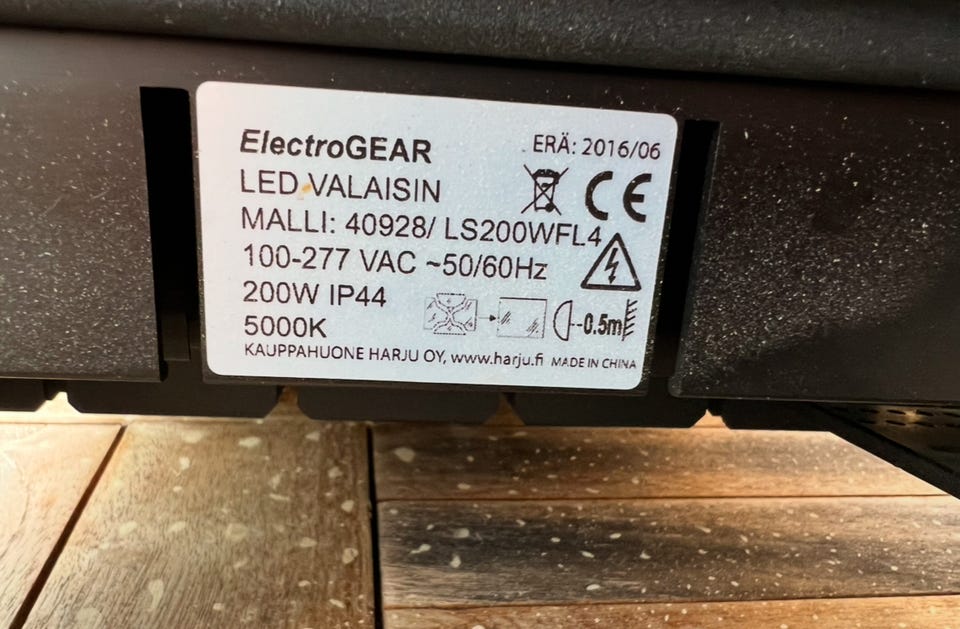 ElectroGEAR
ERÄ: 2016/06
LED VALAISIN
CE
MALLI: 40928/ LS200WFL4
100-277 VAC ~50/60Hz
200W IP44
5000K
0.5m
KAUPPAHUONE HARJU OY, www.harju.fi MADE IN CHINA